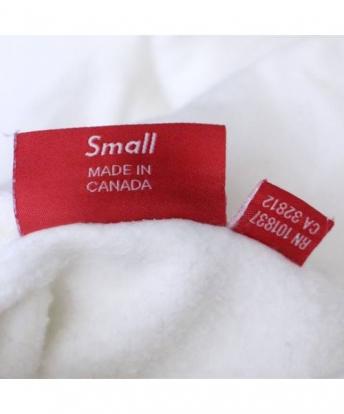 Small
MADE IN
CANADA
RN 101837
CA 32812